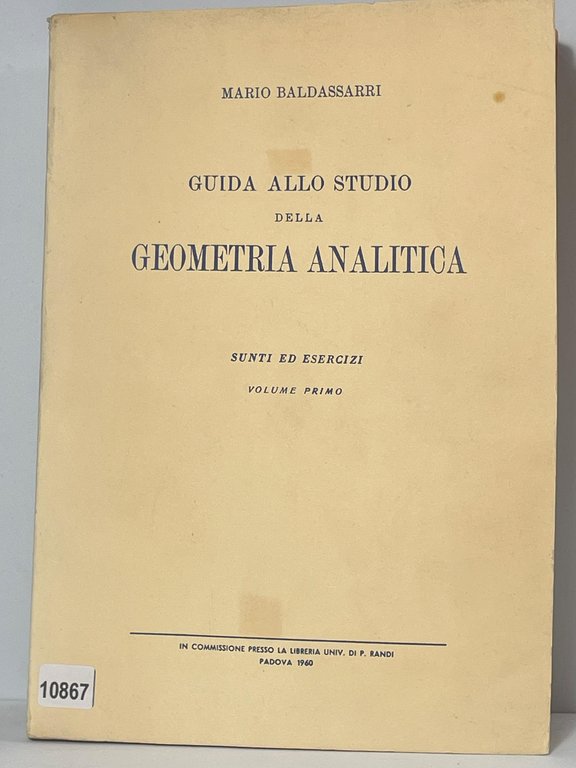 MARIO BALDASSARRI
GUIDA ALLO STUDIO
DELLA
GEOMETRIA ANALITICA
SUNTI ED ESERCIZI
VOLUME PRIMO
IN COMMISSIONE PRESSO LA LIBRERIA UNIV. DI P. RANDI
PADOVA 1960
10867